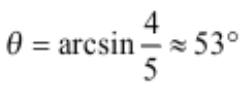 θ = arcsin 4/5 ≈ 53°